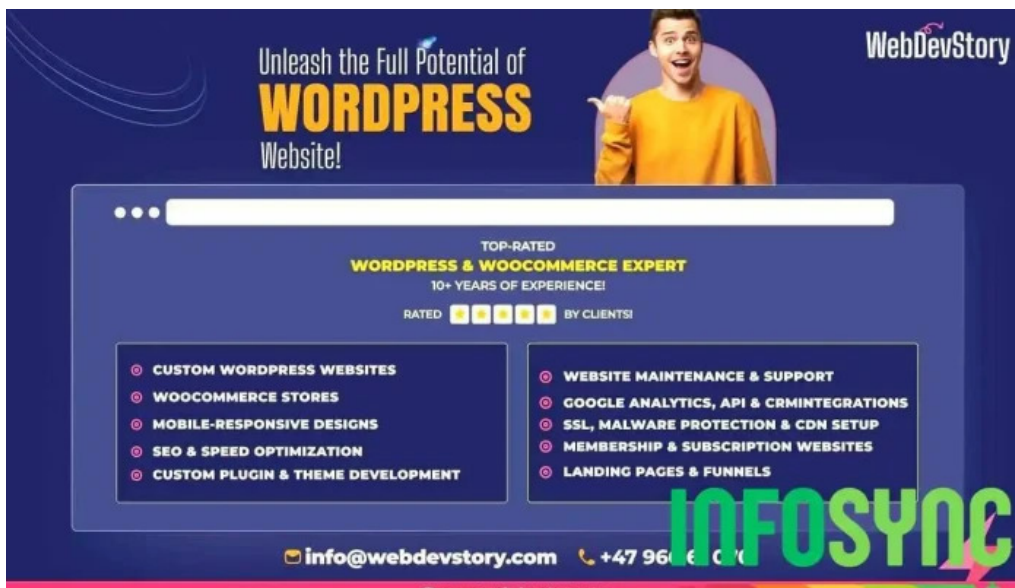 Unleash the Full Potential of
WORDPRESS
Website!
WebDevStory
TOP-RATED
WORDPRESS & WOOCOMMERCE EXPERT
10+ YEARS OF EXPERIENCE!
RATED BY CLIENTS!
CUSTOM WORDPRESS WEBSITES
WOOCOMMERCE STORES
MOBILE-RESPONSIVE DESIGNS
SEO & SPEED OPTIMIZATION
CUSTOM PLUGIN & THEME DEVELOPMENT
WEBSITE MAINTENANCE & SUPPORT
GOOGLE ANALYTICS, API & CRMINTEGRATIONS
SSL, MALWARE PROTECTION & CDN SETUP
MEMBERSHIP & SUBSCRIPTION WEBSITES
LANDING PAGES & FUNNELS
INFOSYNC
info@webdevstory.com +47